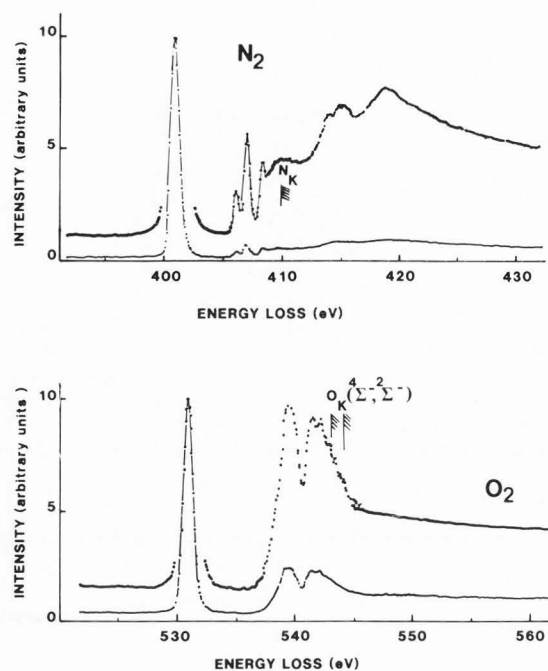 INTENSITY (arbitrary units)
10
5
0
N2
NK
400
410
420
430
ENERGY LOSS (eV)
INTENSITY (arbitrary units)
10
5
0
OK(⁴Σ⁻,²Σ⁻)
O2
530
540
550
560
ENERGY LOSS (eV)